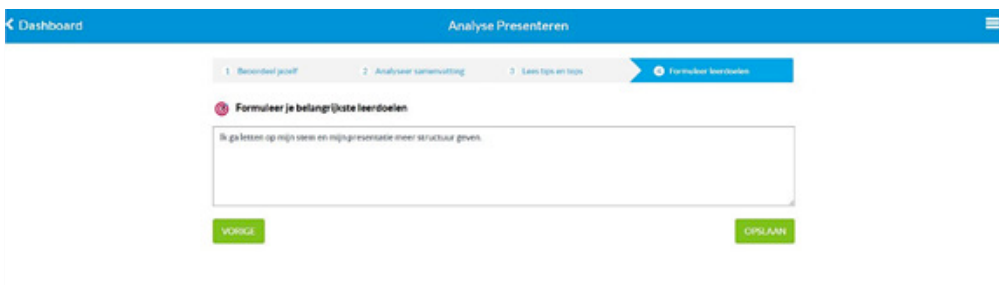 Dashboard
Analyse Presenteren
1 Beoordeel jezelf
2 Analyseer samenvatting
3 Lees tips en tops
4 Formuleer leerdoelen
Formuleer je belangrijkste leerdoelen
Ik ga letten op mijn stem en mijn presentatie meer structuur geven.
VORIGE
OPSLAAN